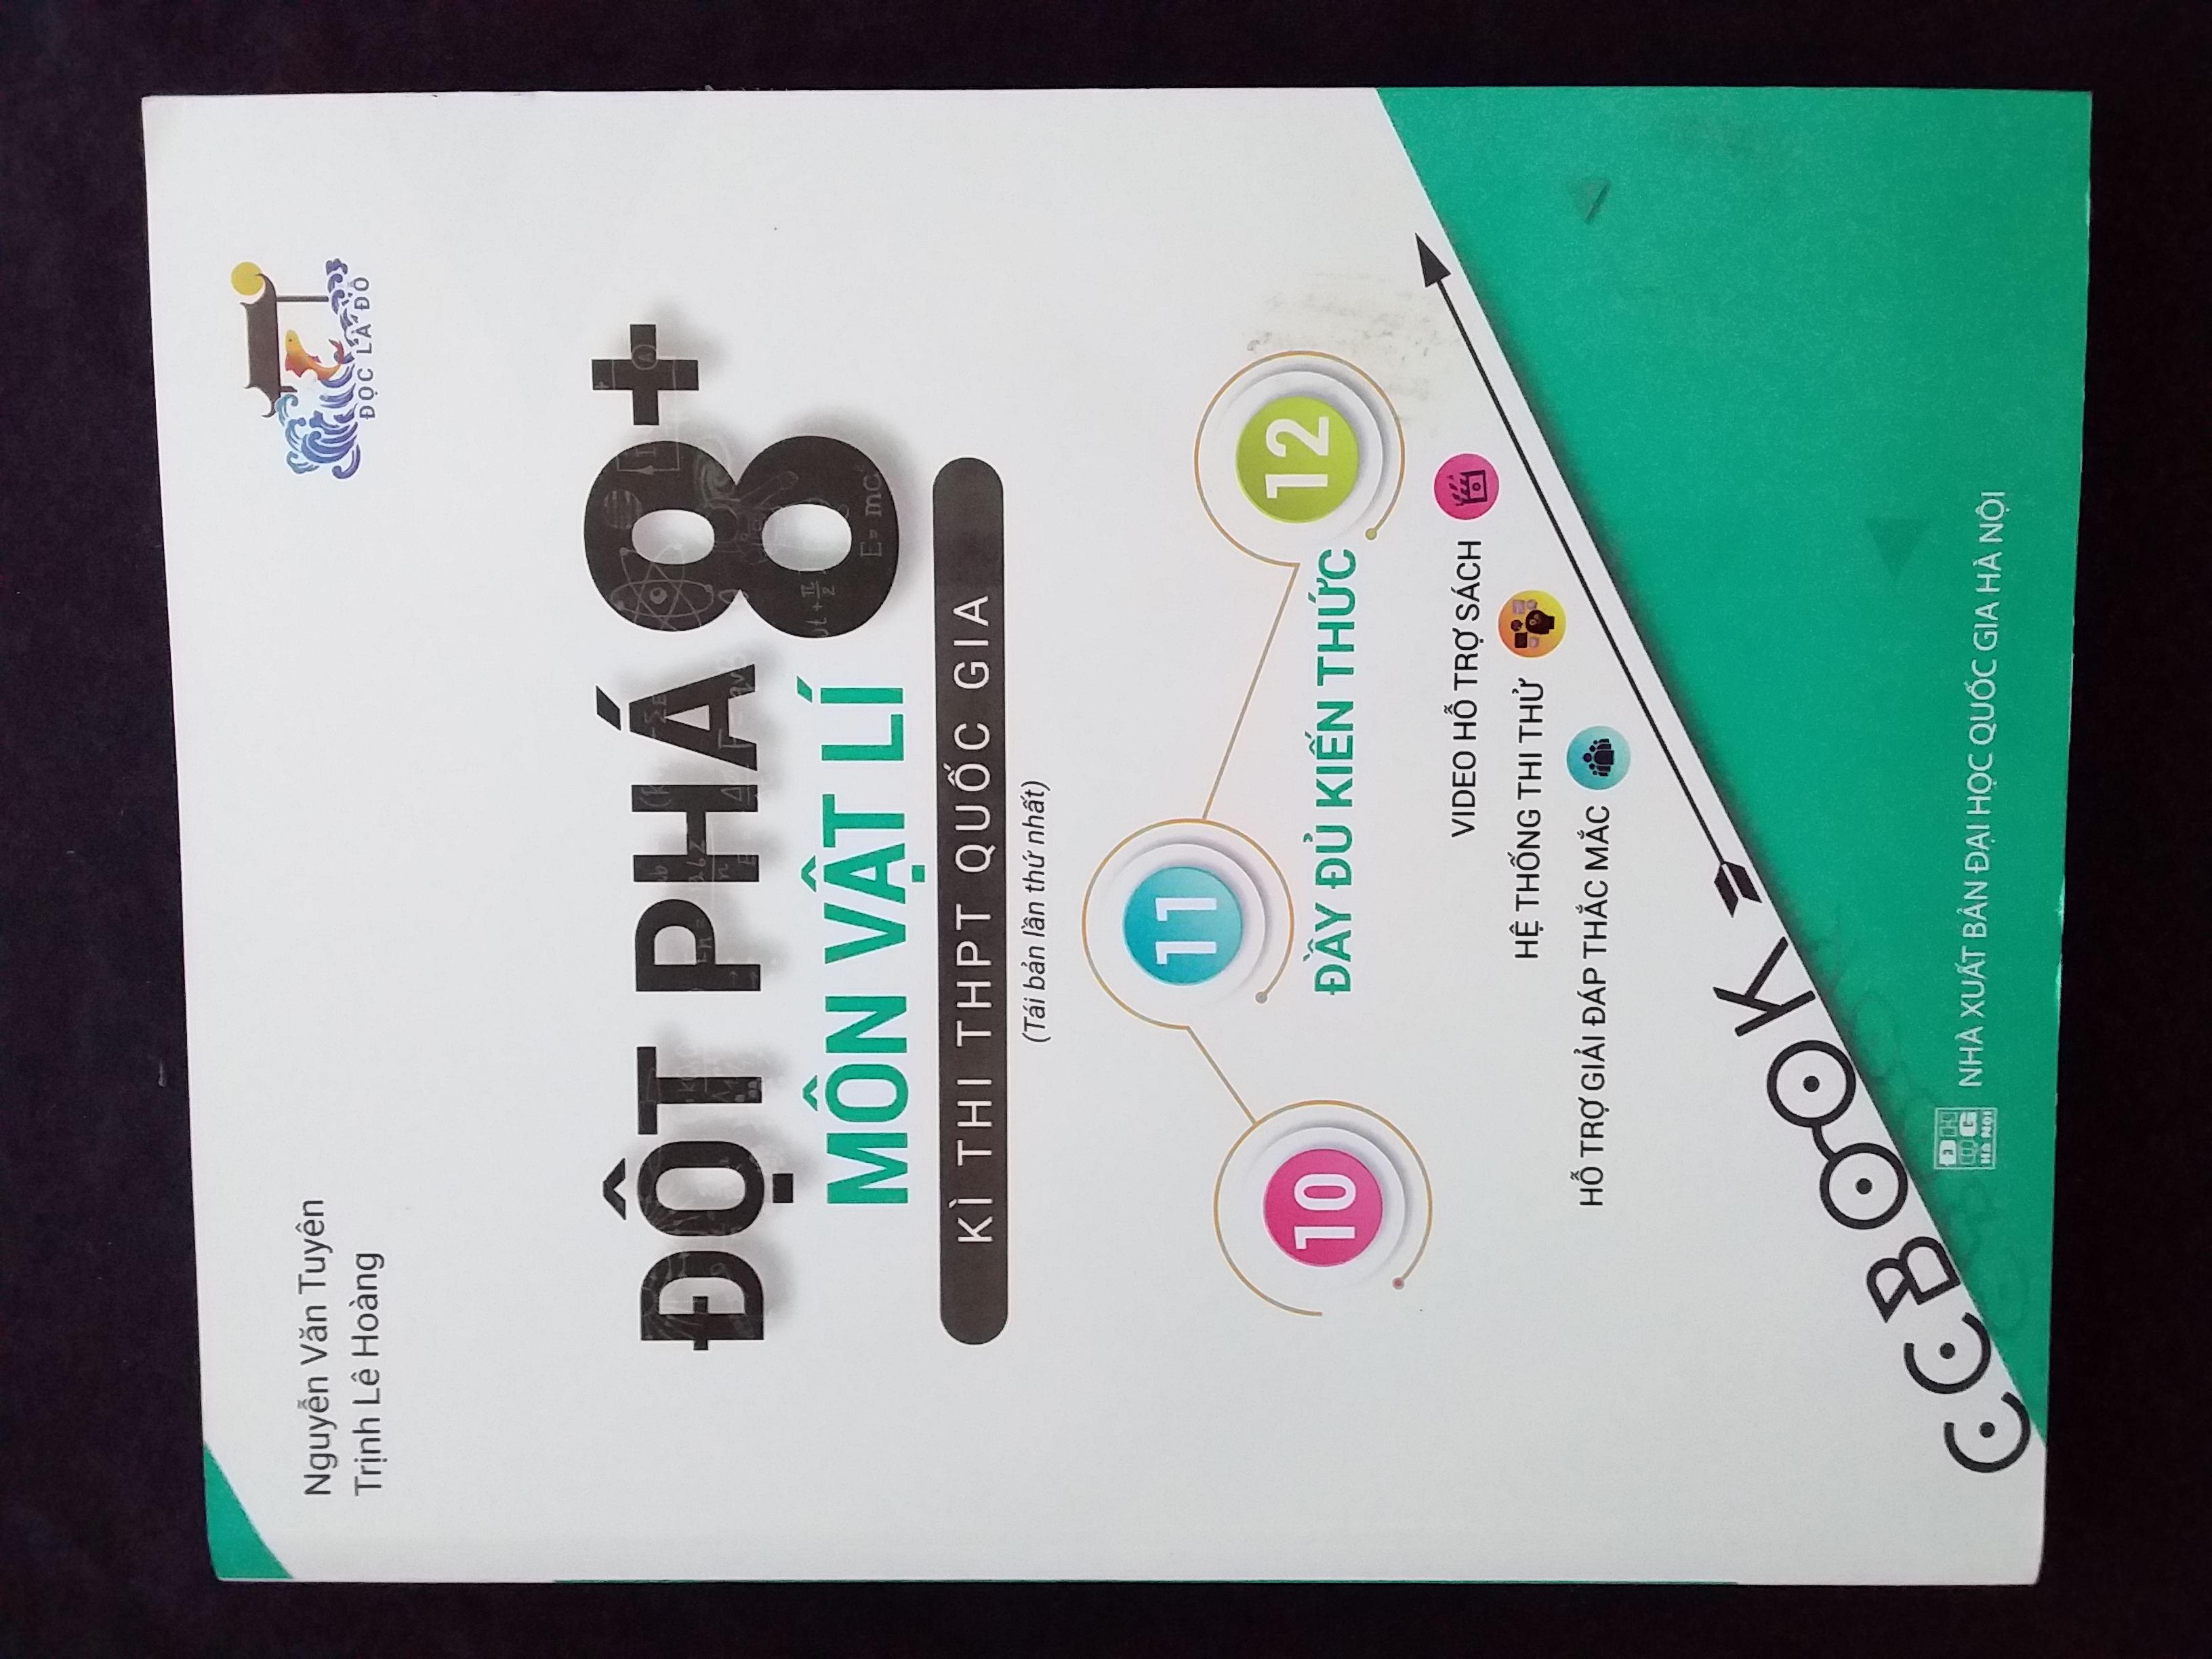 Nguyễn Văn Tuyên
Trịnh Lê Hoàng
ĐỌC LÀ ĐỖ
ĐỘT PHÁ 8+
MÔN VẬT LÍ
E= mc²
KÌ THI THPT QUỐC GIA
(Tái bản lần thứ nhất)
11
10
12
ĐẦY ĐỦ KIẾN THỨC
VIDEO HỖ TRỢ SÁCH
HỆ THỐNG THI THỬ
HỖ TRỢ GIẢI ĐÁP THẮC MẮC
CCBOOK
NHÀ XUẤT BẢN ĐẠI HỌC QUỐC GIA HÀ NỘI
HÀ NỘI